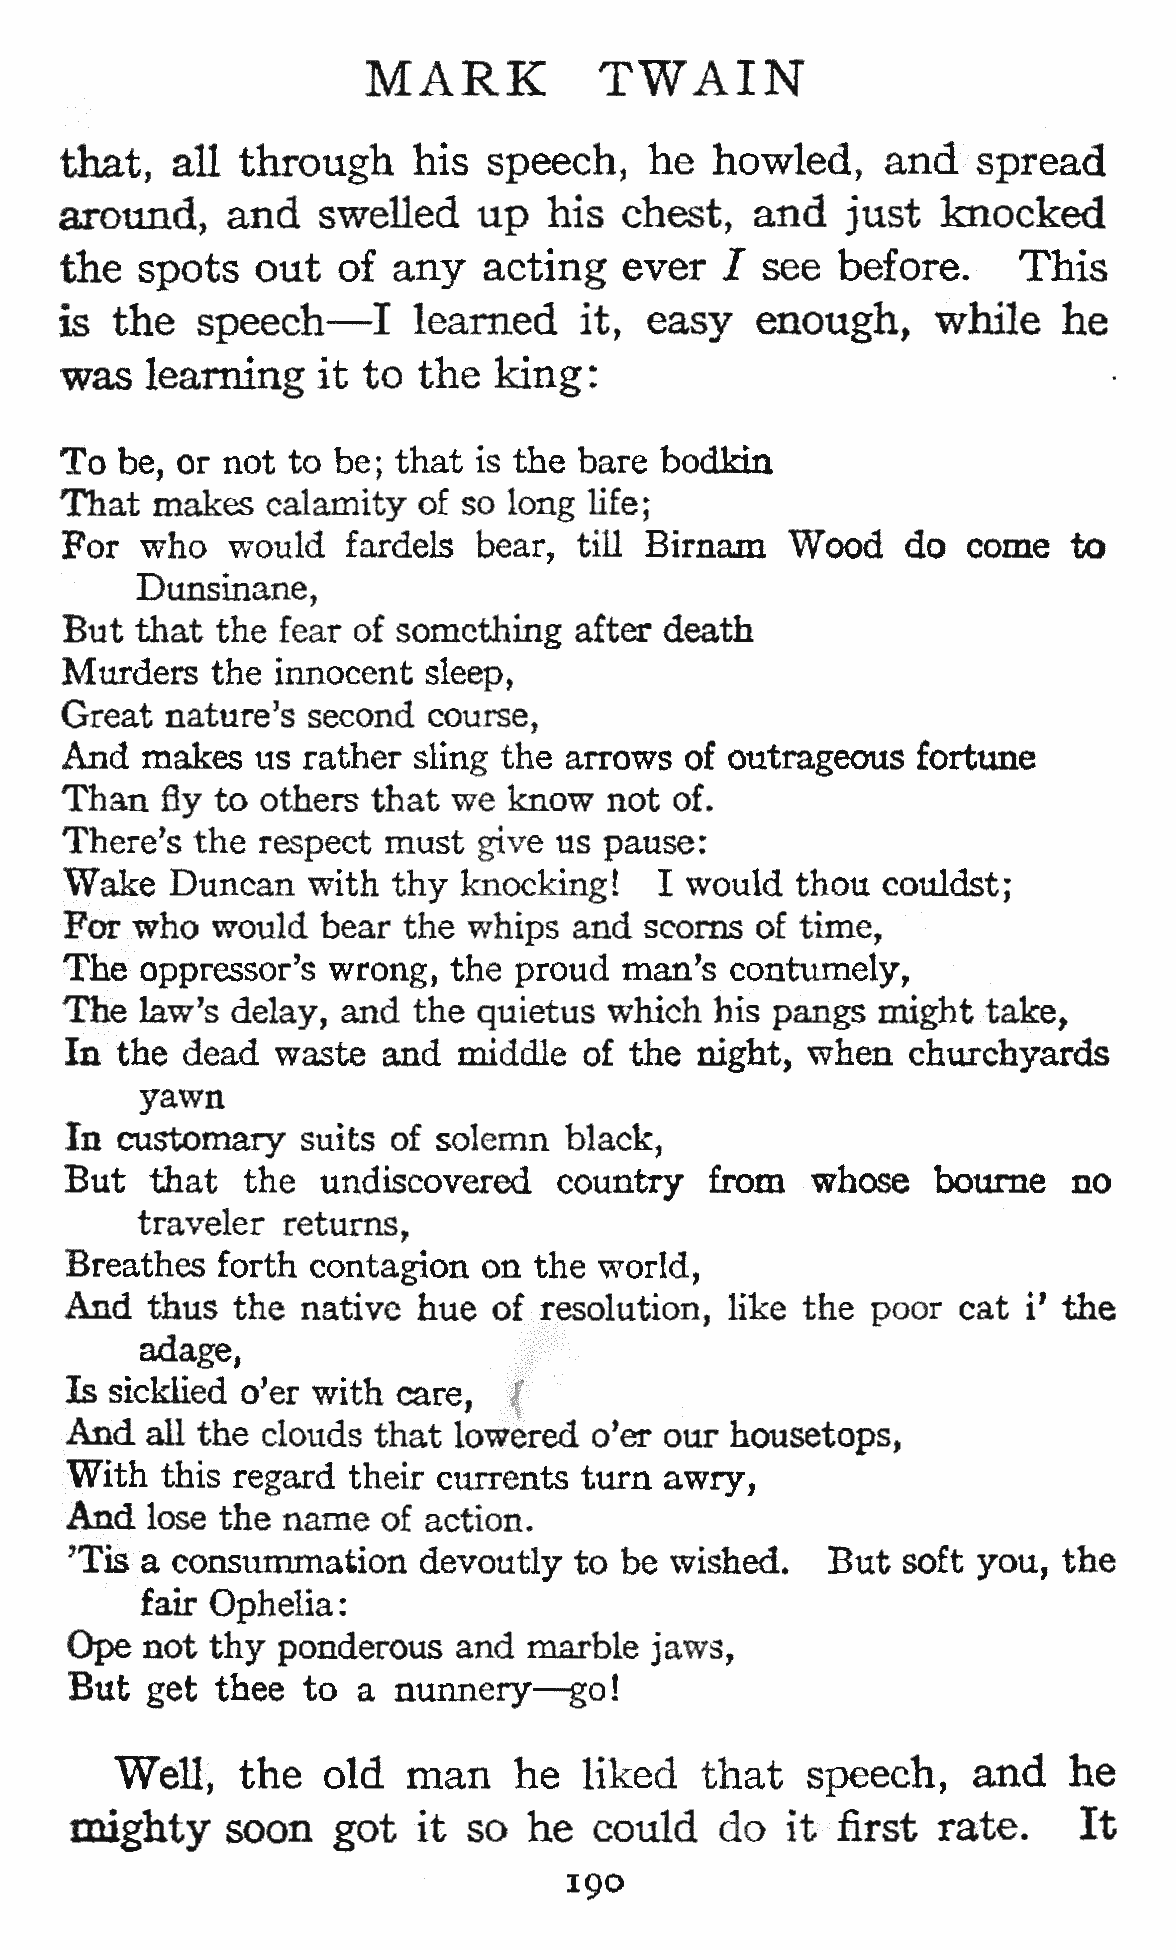 MARK TWAIN
that, all through his speech, he howled, and spread
around, and swelled up his chest, and just knocked
the spots out of any acting ever I see before. This
is the speech—I learned it, easy enough, while he
was learning it to the king:
To be, or not to be; that is the bare bodkin
That makes calamity of so long life;
For who would fardels bear, till Birnam Wood do come to
Dunsinane,
But that the fear of something after death
Murders the innocent sleep,
Great nature's second course,
And makes us rather sling the arrows of outrageous fortune
Than fly to others that we know not of.
There's the respect must give us pause:
Wake Duncan with thy knocking! I would thou couldst;
For who would bear the whips and scorns of time,
The oppressor's wrong, the proud man's contumely,
The law's delay, and the quietus which his pangs might take,
In the dead waste and middle of the night, when churchyards
yawn
In customary suits of solemn black,
But that the undiscovered country from whose bourne no
traveler returns,
Breathes forth contagion on the world,
And thus the native hue of resolution, like the poor cat i' the
adage,
Is sicklied o'er with care,
And all the clouds that lowered o'er our housetops,
With this regard their currents turn awry,
And lose the name of action.
'Tis a consummation devoutly to be wished. But soft you, the
fair Ophelia:
Ope not thy ponderous and marble jaws,
But get thee to a nunnery—go!
Well, the old man he liked that speech, and he
mighty soon got it so he could do it first rate. It
190